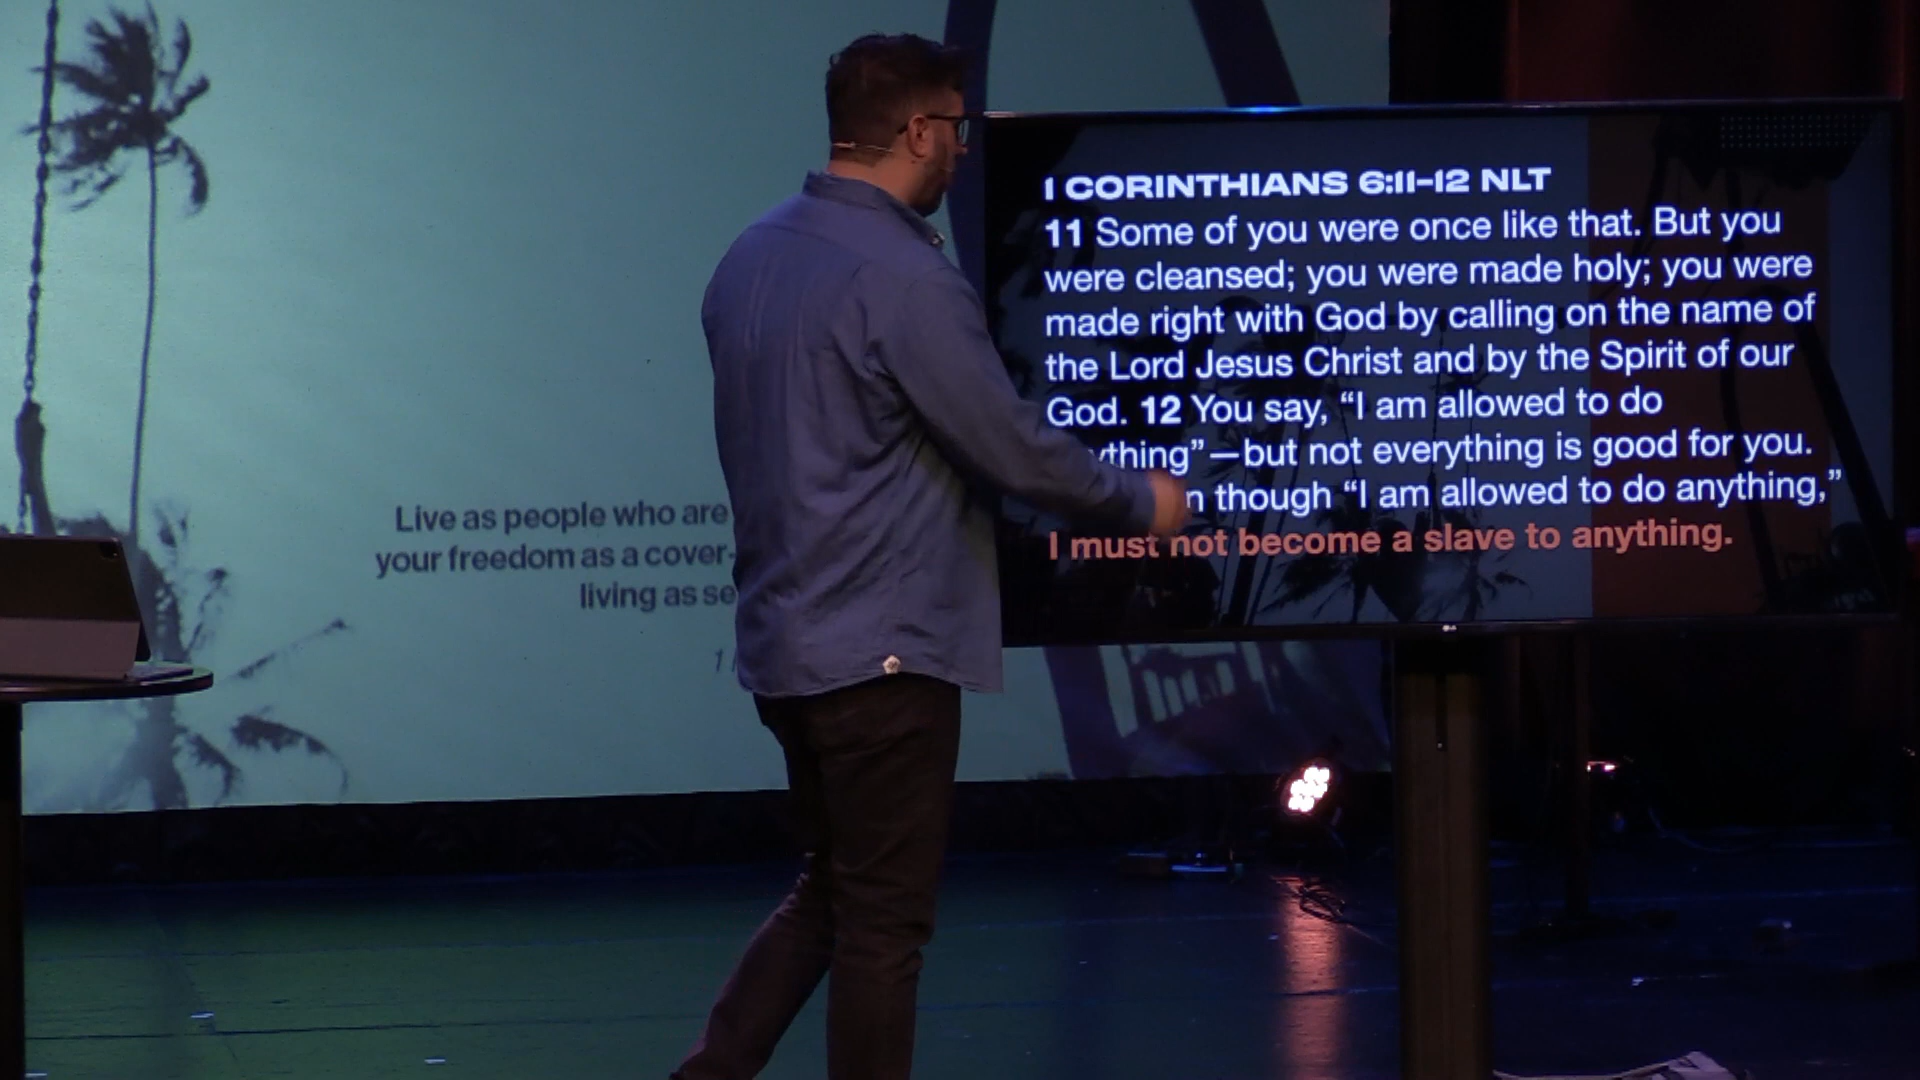 Live as people who are
your freedom as a cover-
living as se
1 CORINTHIANS 6:11-12 NLT
11 Some of you were once like that. But you
were cleansed; you were made holy; you were
made right with God by calling on the name of
the Lord Jesus Christ and by the Spirit of our
God. 12 You say, “I am allowed to do
ything”—but not everything is good for you.
n though “I am allowed to do anything,”
I must not become a slave to anything.
LG